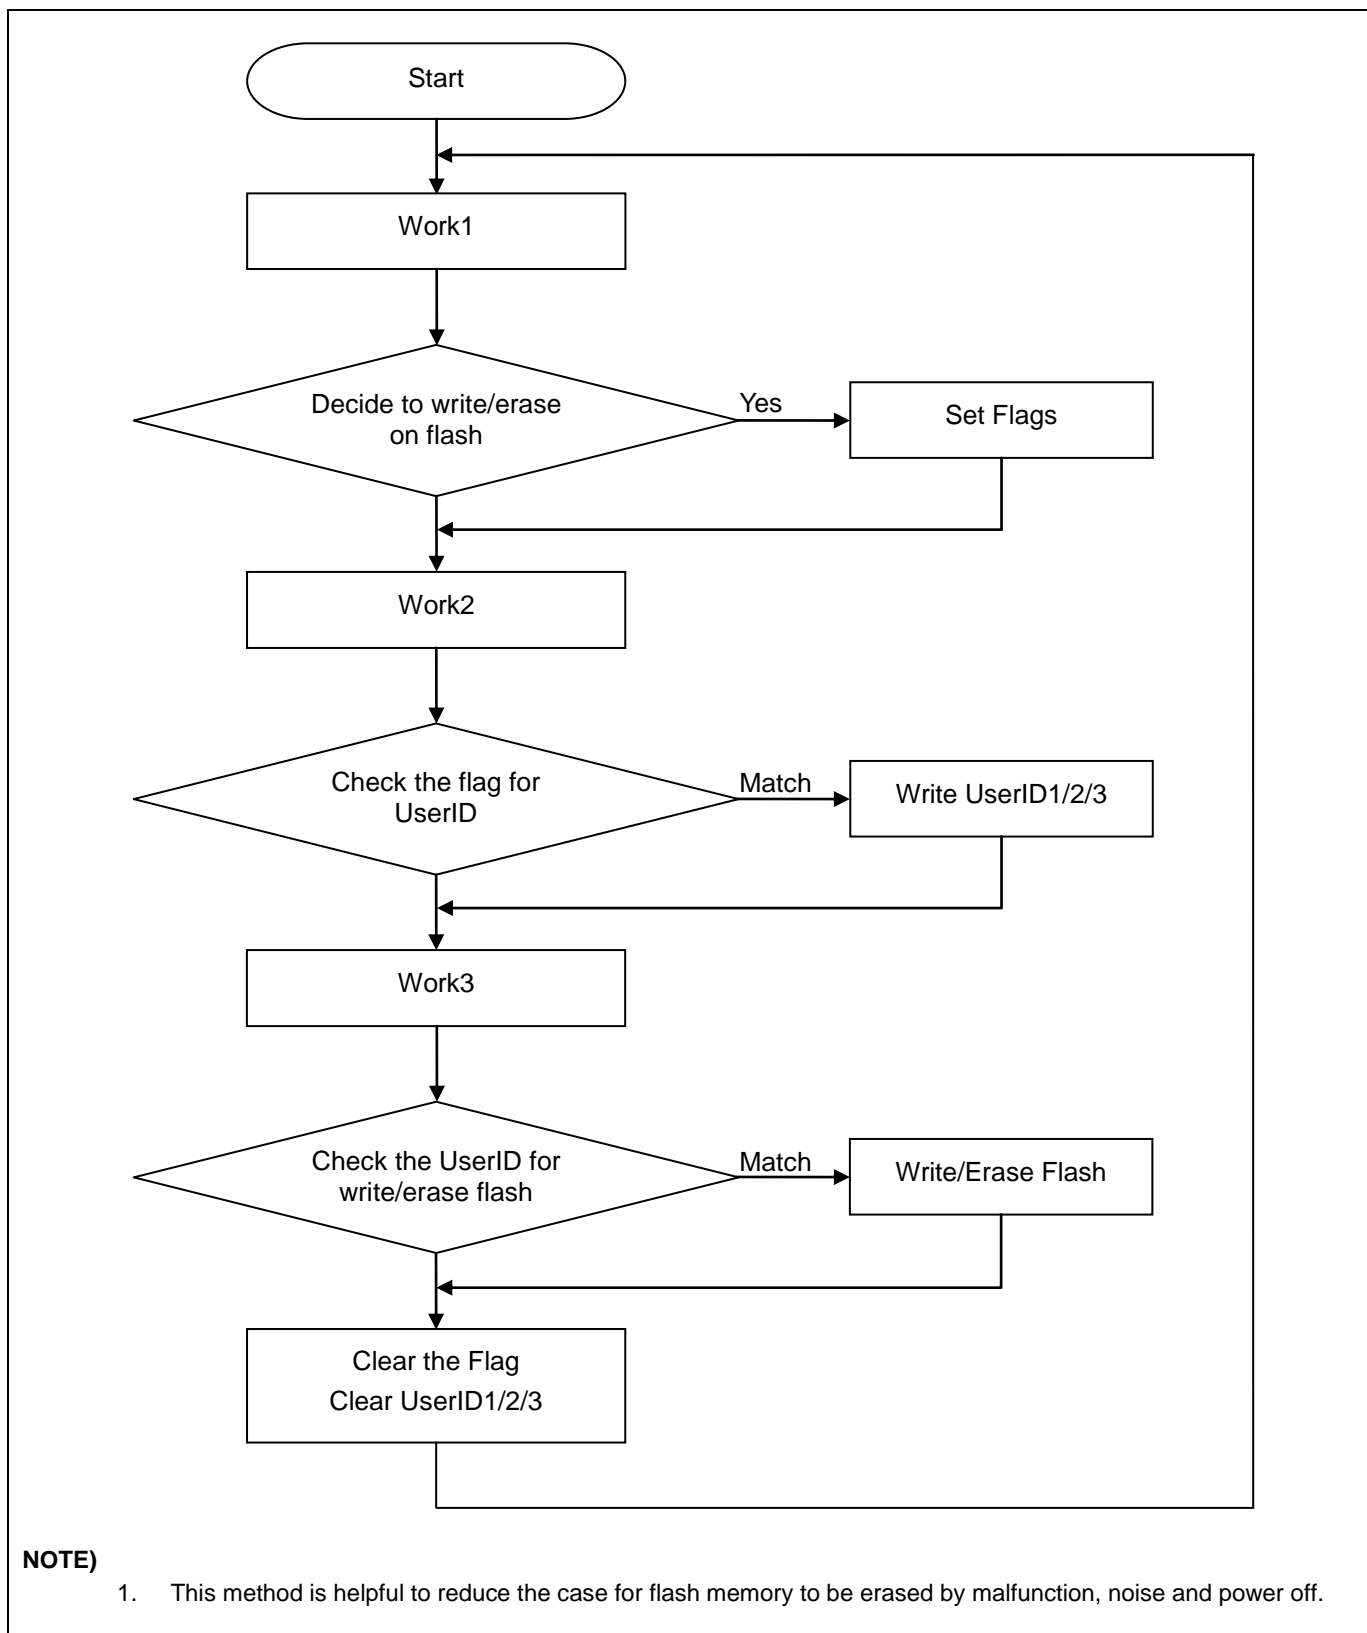 Start
Work1
Decide to write/erase
on flash
Yes
Set Flags
Work2
Check the flag for
UserID
Match
Write UserID1/2/3
Work3
Check the UserID for
write/erase flash
Match
Write/Erase Flash
Clear the Flag
Clear UserID1/2/3
NOTE)
1. This method is helpful to reduce the case for flash memory to be erased by malfunction, noise and power off.